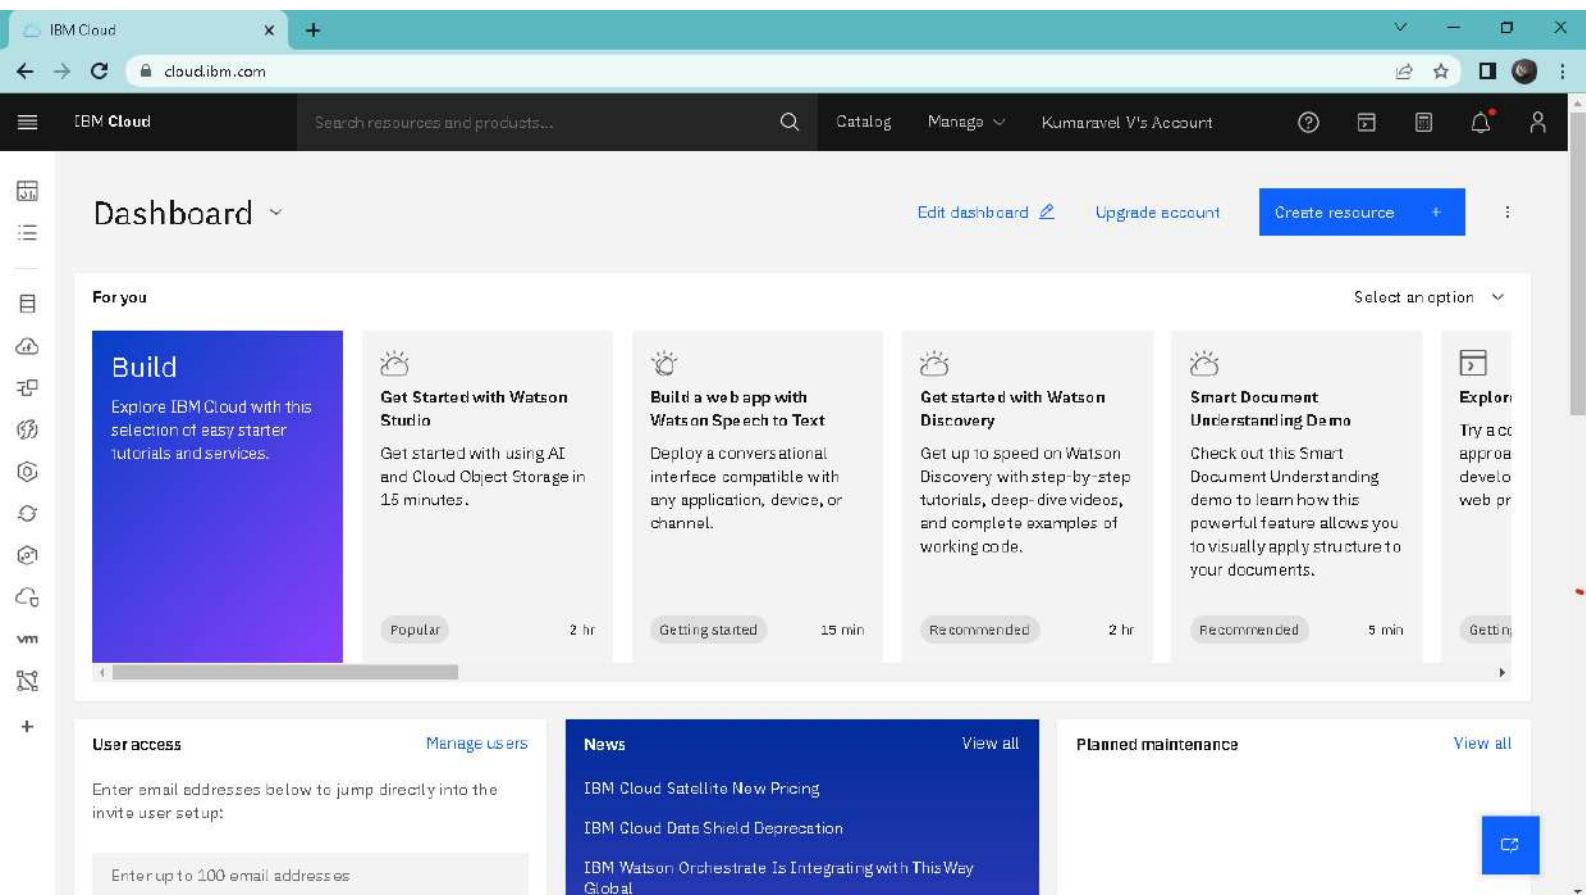 IBM Cloud
cloud.ibm.com
IBM Cloud
Search resources and products...
Catalog
Manage
Kumaravel V's Account
Dashboard
Edit dashboard
Upgrade account
Create resource +
For you
Select an option
Build
Explore IBM Cloud with this
selection of easy starter
tutorials and services.
Get Started with Watson
Studio
Get started with using AI
and Cloud Object Storage in
15 minutes.
Popular
2 hr
Build a web app with
Watson Speech to Text
Deploy a conversational
interface compatible with
any application, device, or
channel.
Getting started
15 min
Get started with Watson
Discovery
Get up to speed on Watson
Discovery with step-by-step
tutorials, deep-dive videos,
and complete examples of
working code.
Recommended
2 hr
Smart Document
Understanding Demo
Check out this Smart
Document Understanding
demo to learn how this
powerful feature allows you
to visually apply structure to
your documents.
Recommended
5 min
Explor
Try a co
approa
develo
web pr
Getting
vm
User access
Manage users
Enter email addresses below to jump directly into the
invite user setup:
Enter up to 100 email addresses
News
View all
IBM Cloud Satellite New Pricing
IBM Cloud Data Shield Deprecation
IBM Watson Orchestrate Is Integrating with ThisWay
Global
Planned maintenance
View all